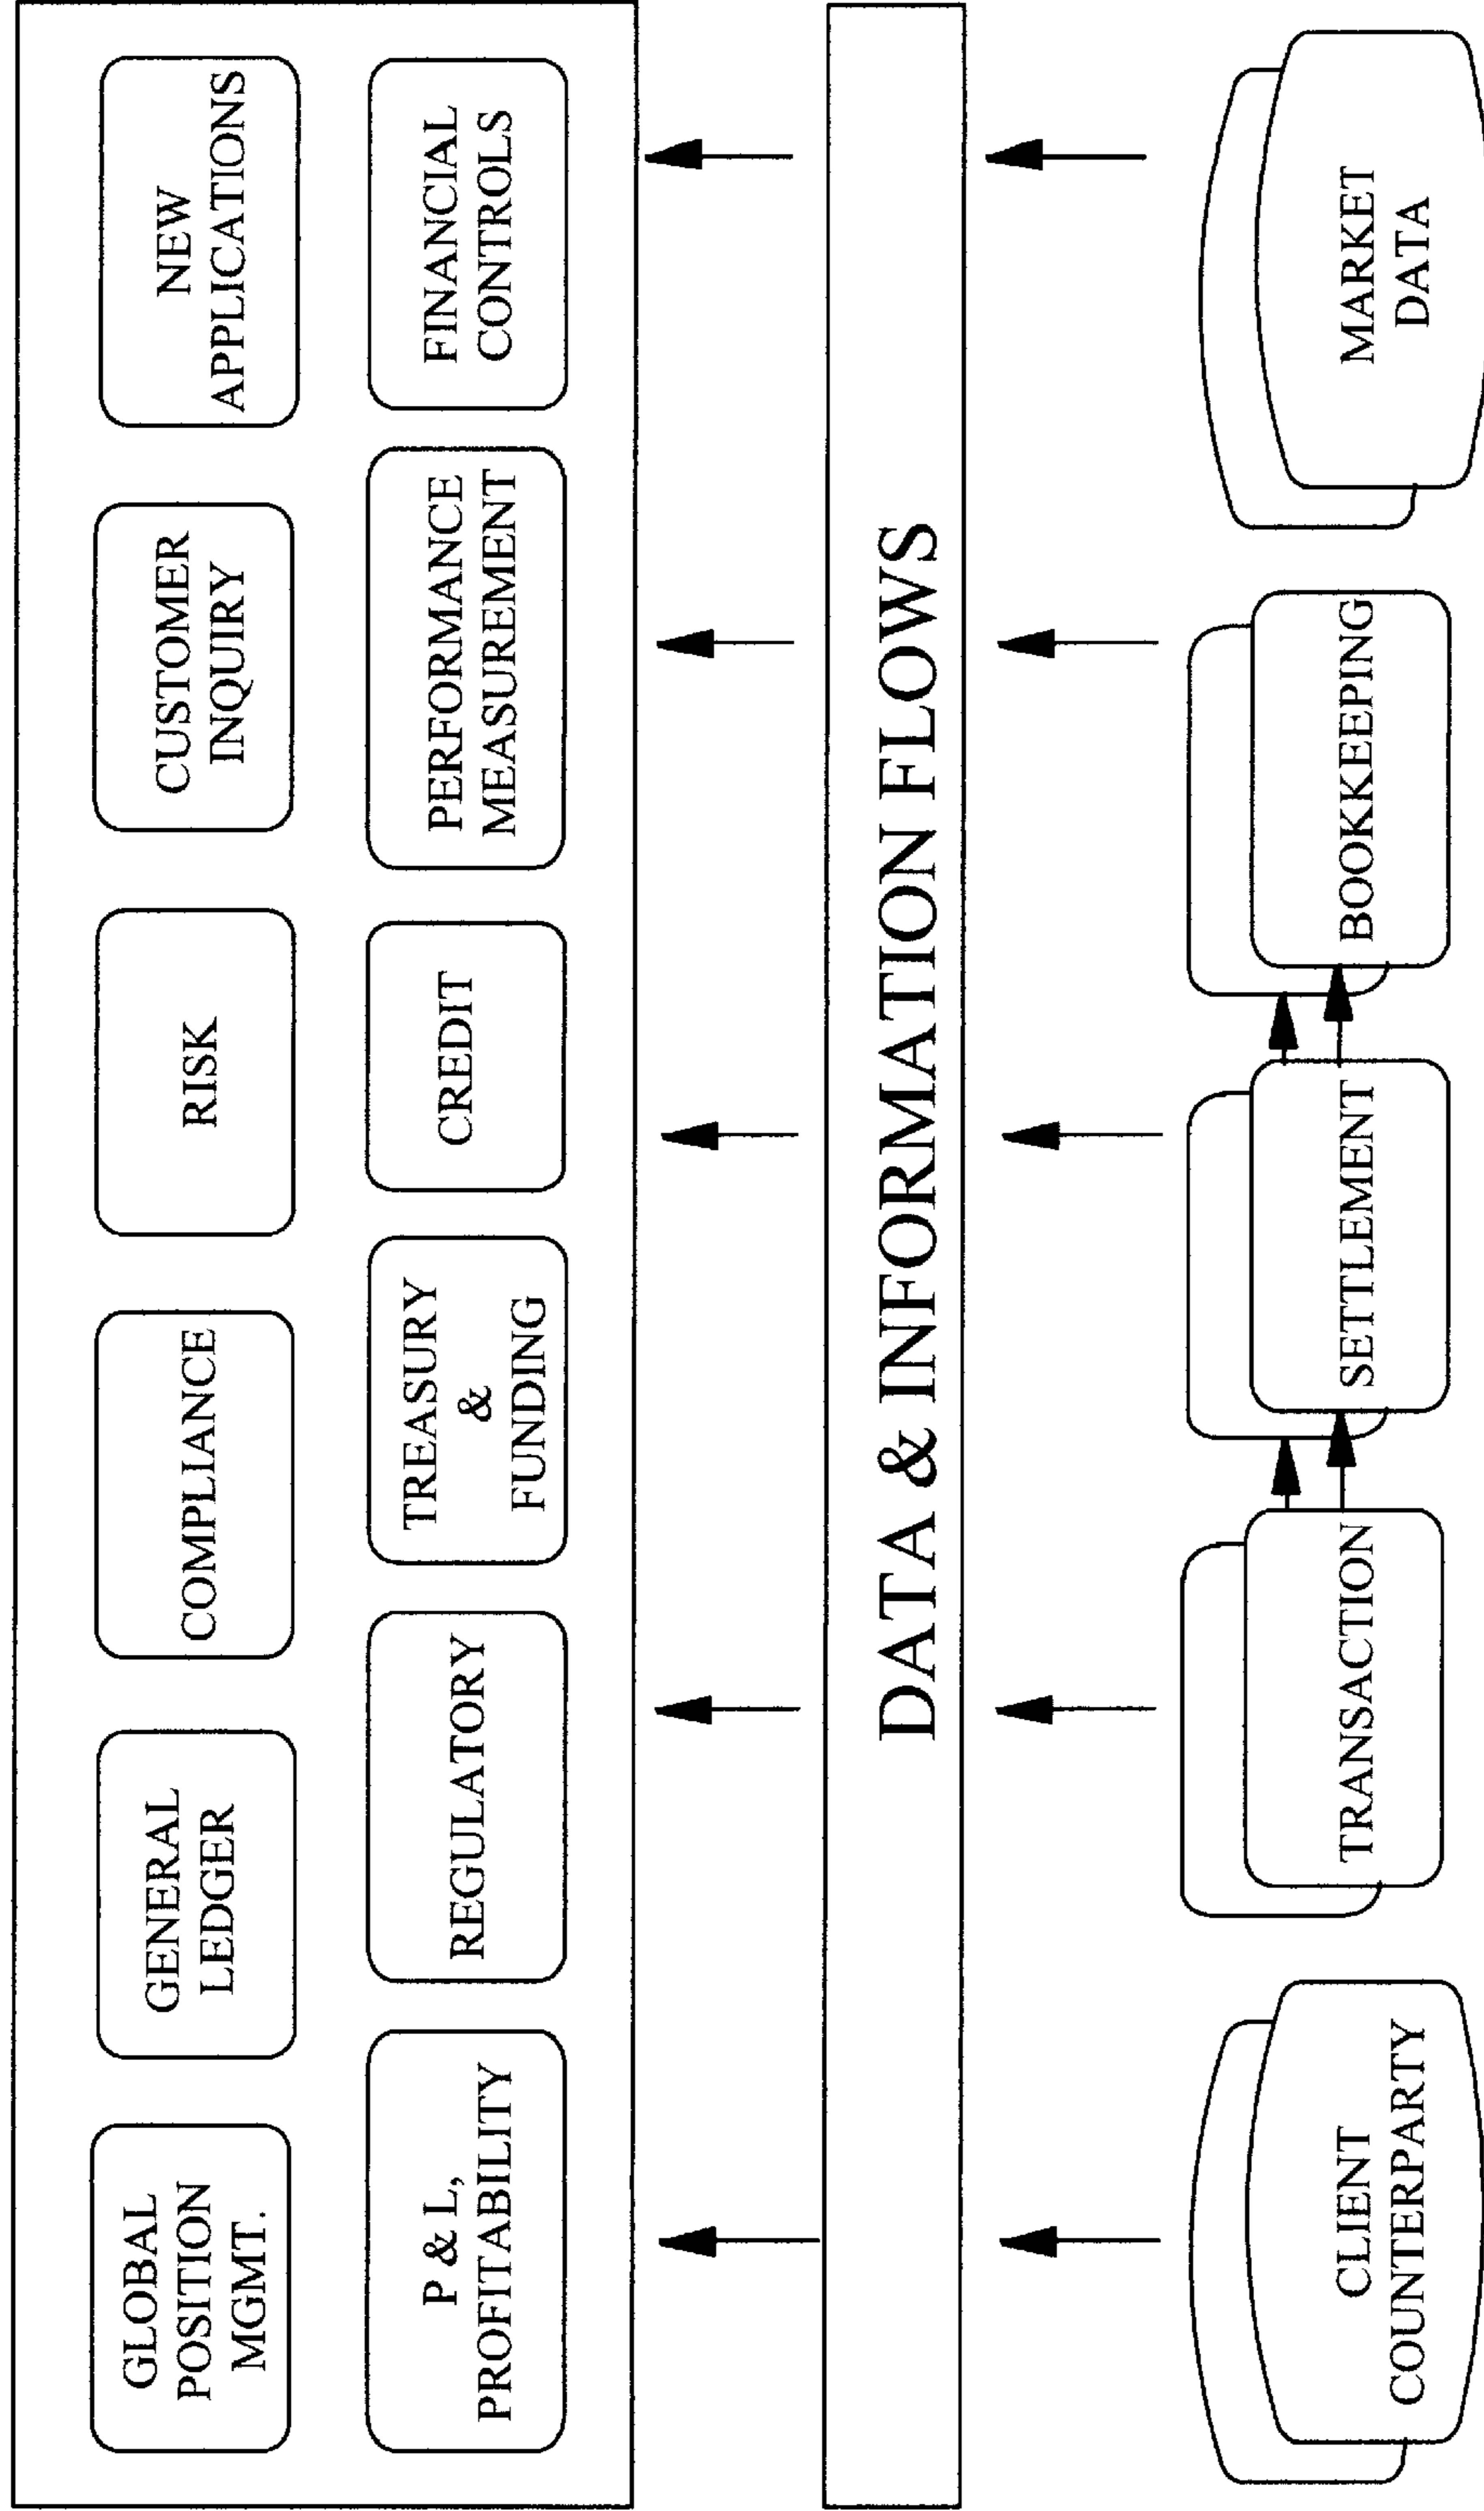 GLOBAL
POSITION
MGMT.
GENERAL
LEDGER
COMPLIANCE
RISK
CUSTOMER
INQUIRY
NEW
APPLICATIONS
P & L,
PROFITABILITY
REGULATORY
TREASURY
&
FUNDING
CREDIT
PERFORMANCE
MEASUREMENT
FINANCIAL
CONTROLS
DATA & INFORMATION FLOWS
CLIENT
COUNTERPARTY
TRANSACTION
SETTLEMENT
BOOKKEEPING
MARKET
DATA